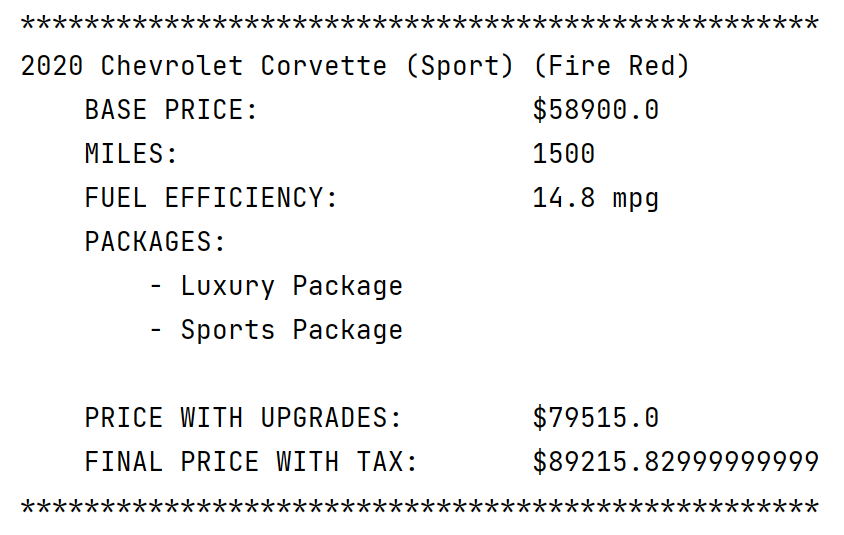 **************************************************
2020 Chevrolet Corvette (Sport) (Fire Red)
    BASE PRICE:                 $58900.0
    MILES:                      1500
    FUEL EFFICIENCY:            14.8 mpg
    PACKAGES:
        - Luxury Package
        - Sports Package

    PRICE WITH UPGRADES:        $79515.0
    FINAL PRICE WITH TAX:       $89215.82999999999
**************************************************